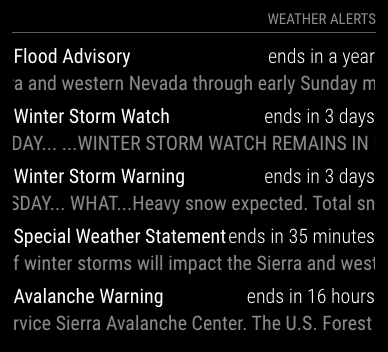 WEATHER ALERTS
Flood Advisory ends in a year
a and western Nevada through early Sunday m
Winter Storm Watch ends in 3 days
DAY... ...WINTER STORM WATCH REMAINS IN
Winter Storm Warning ends in 3 days
SDAY... WHAT...Heavy snow expected. Total sn
Special Weather Statement ends in 35 minutes
f winter storms will impact the Sierra and west
Avalanche Warning ends in 16 hours
rvice Sierra Avalanche Center. The U.S. Forest